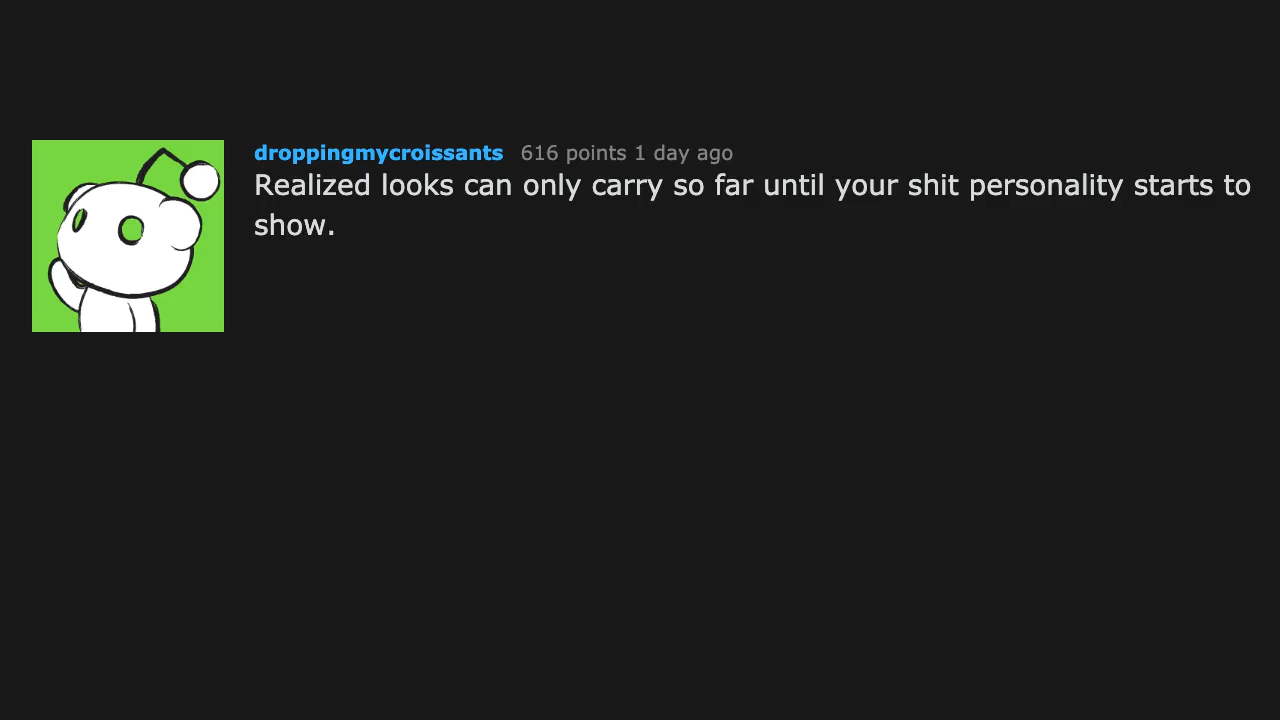 droppingmycroissants 616 points 1 day ago
Realized looks can only carry so far until your shit personality starts to
show.